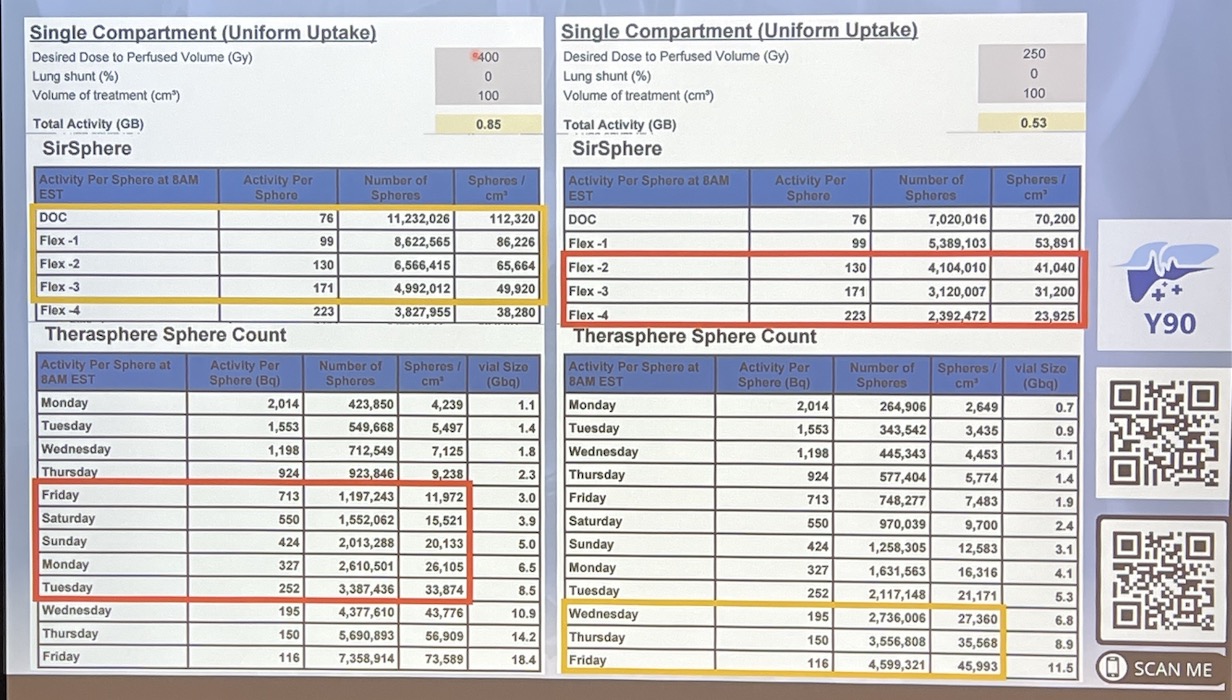 Single Compartment (Uniform Uptake)
Desired Dose to Perfused Volume (Gy) 400
Lung shunt (%) 0
Volume of treatment (cm³) 100
Total Activity (GB) 0.85
SirSphere
Activity Per Sphere at 8AM EST Activity Per Sphere Number of Spheres Spheres / cm³
DOC 76 11,232,026 112,320
Flex -1 99 8,622,565 86,226
Flex -2 130 6,566,415 65,664
Flex -3 171 4,992,012 49,920
Flex -4 223 3,827,955 38,280
Therasphere Sphere Count
Activity Per Sphere at 8AM EST Activity Per Sphere (Bq) Number of Spheres Spheres / cm³ vial Size (Gbq)
Monday 2,014 423,850 4,239 1.1
Tuesday 1,553 549,668 5,497 1.4
Wednesday 1,198 712,549 7,125 1.8
Thursday 924 923,846 9,238 2.3
Friday 713 1,197,243 11,972 3.0
Saturday 550 1,552,062 15,521 3.9
Sunday 424 2,013,288 20,133 5.0
Monday 327 2,610,501 26,105 6.5
Tuesday 252 3,387,436 33,874 8.5
Wednesday 195 4,377,610 43,776 10.9
Thursday 150 5,690,893 56,909 14.2
Friday 116 7,358,914 73,589 18.4
Single Compartment (Uniform Uptake)
Desired Dose to Perfused Volume (Gy) 250
Lung shunt (%) 0
Volume of treatment (cm³) 100
Total Activity (GB) 0.53
SirSphere
Activity Per Sphere at 8AM EST Activity Per Sphere Number of Spheres Spheres / cm³
DOC 76 7,020,016 70,200
Flex -1 99 5,389,103 53,891
Flex -2 130 4,104,010 41,040
Flex -3 171 3,120,007 31,200
Flex -4 223 2,392,472 23,925
Therasphere Sphere Count
Activity Per Sphere at 8AM EST Activity Per Sphere (Bq) Number of Spheres Spheres / cm³ vial Size (Gbq)
Monday 2,014 264,906 2,649 0.7
Tuesday 1,553 343,542 3,435 0.9
Wednesday 1,198 445,343 4,453 1.1
Thursday 924 577,404 5,774 1.4
Friday 713 748,277 7,483 1.9
Saturday 550 970,039 9,700 2.4
Sunday 424 1,258,305 12,583 3.1
Monday 327 1,631,563 16,316 4.1
Tuesday 252 2,117,148 21,171 5.3
Wednesday 195 2,736,006 27,360 6.8
Thursday 150 3,556,808 35,568 8.9
Friday 116 4,599,321 45,993 11.5
Y90
SCAN ME